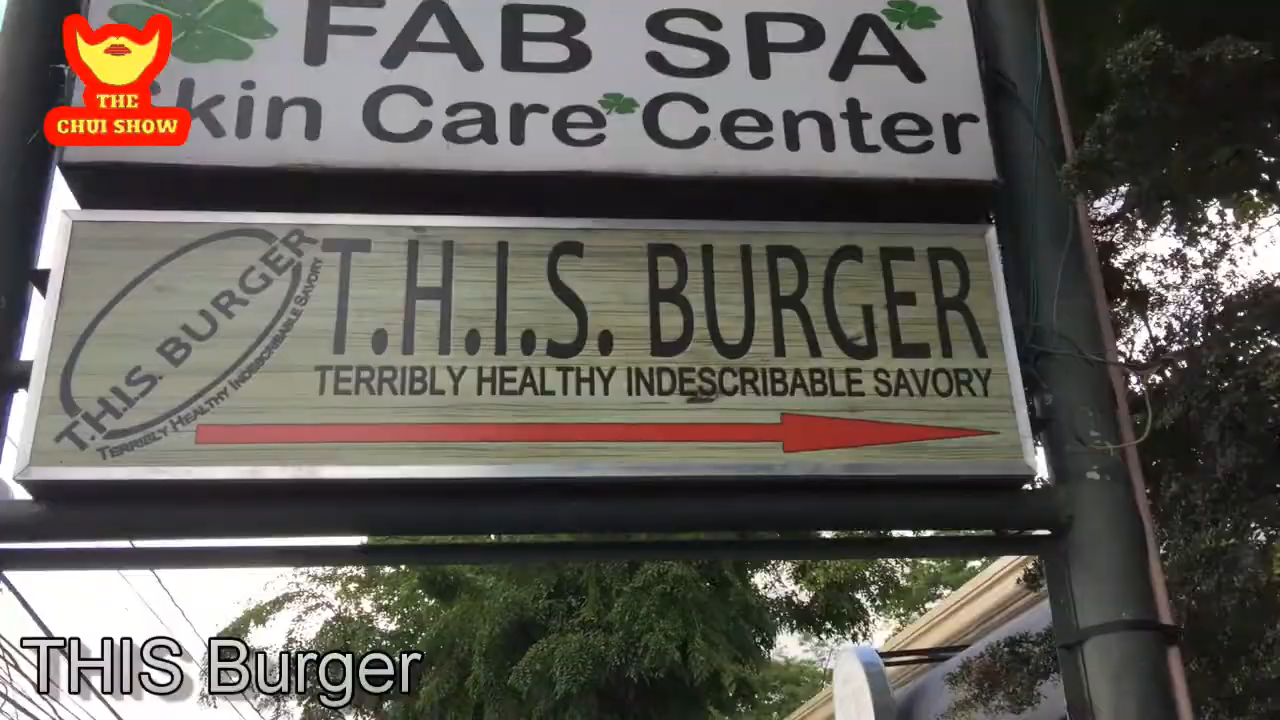 FAB SPA
Skin Care Center
THE
CHUI SHOW
T.H.I.S. BURGER
TERRIBLY HEALTHY INDESCRIBABLE SAVORY
T.H.I.S. BURGER
TERRIBLY HEALTHY INDESCRIBABLE SAVORY
THIS Burger